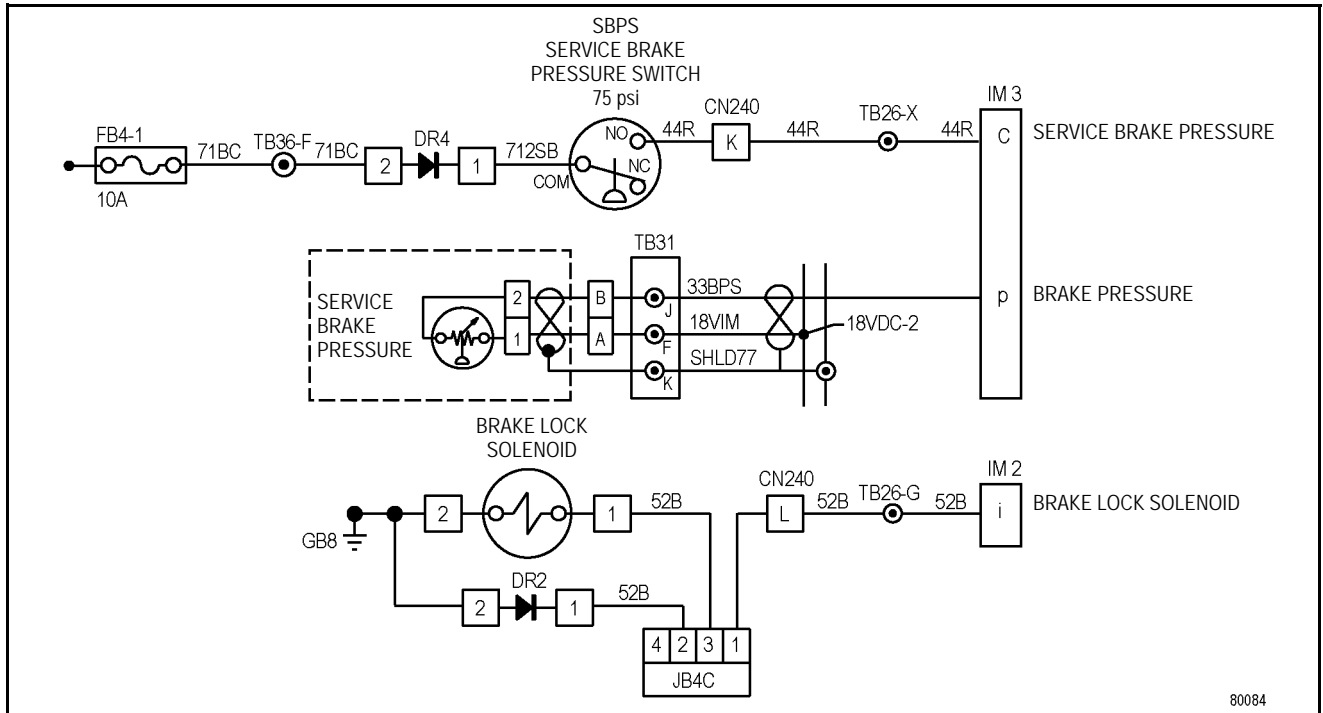 SBPS
SERVICE BRAKE
PRESSURE SWITCH
75 psi
FB4-1
10A
71BC
TB36-F
71BC
2
DR4
1
712SB
COM
NO
NC
44R
CN240
K
44R
TB26-X
44R
IM 3
C
SERVICE BRAKE PRESSURE
SERVICE
BRAKE
PRESSURE
2
1
B
A
TB31
J
F
K
33BPS
18VIM
SHLD77
18VDC-2
p
BRAKE PRESSURE
BRAKE LOCK
SOLENOID
GB8
2
1
52B
CN240
L
52B
TB26-G
52B
IM 2
i
BRAKE LOCK SOLENOID
2
DR2
1
52B
4 2 3 1
JB4C
80084